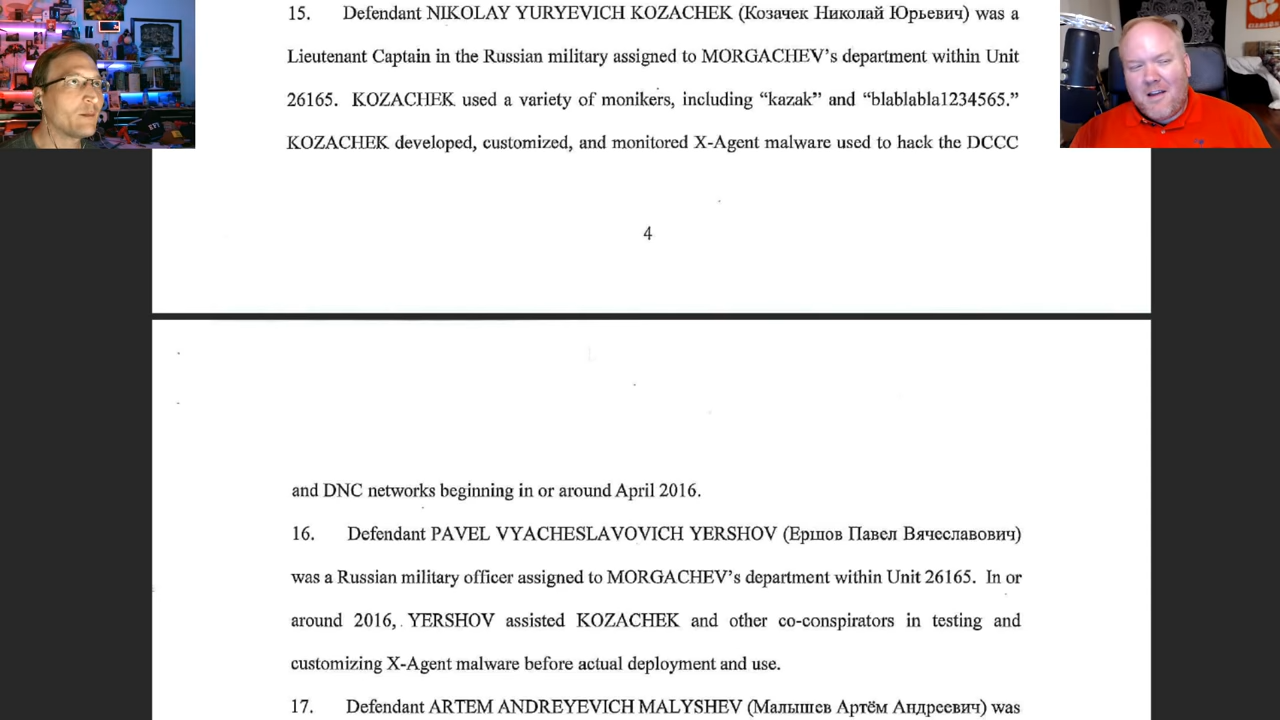 15. Defendant NIKOLAY YURYEVICH KOZACHEK (Козачек Николай Юрьевич) was a
Lieutenant Captain in the Russian military assigned to MORGACHEV's department within Unit
26165. KOZACHEK used a variety of monikers, including “kazak” and “blablabla1234565.”
KOZACHEK developed, customized, and monitored X-Agent malware used to hack the DCCC
4
and DNC networks beginning in or around April 2016.
16. Defendant PAVEL VYACHESLAVOVICH YERSHOV (Ершов Павел Вячеславович)
was a Russian military officer assigned to MORGACHEV's department within Unit 26165. In or
around 2016, YERSHOV assisted KOZACHEK and other co-conspirators in testing and
customizing X-Agent malware before actual deployment and use.
17. Defendant ARTEM ANDREYEVICH MALYSHEV (Малышев Артём Андреевич) was